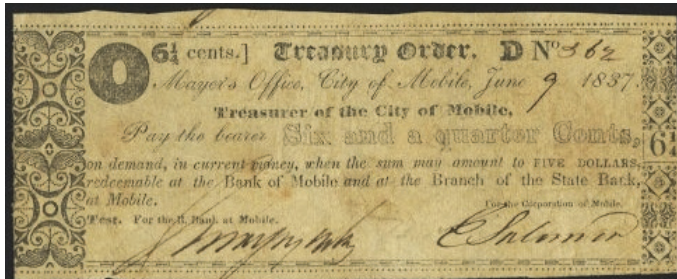 O 6¼ cents.] Treasury Order. D No 362
Mayor's Office, City of Mobile, June 9 1837.
Treasurer of the City of Mobile,
Pay the bearer Six and a quarter Cents, 6¼
on demand, in current money, when the sum may amount to FIVE DOLLARS,
redeemable at the Bank of Mobile and at the Branch of the State Bank,
at Mobile. For the Corporation of Mobile.
Test. For the B. Bank at Mobile.